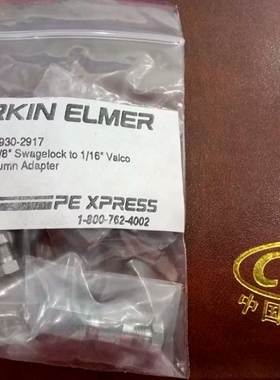 RKIN ELMER
930-2917
/8" Swagelock to 1/16" Valco
umn Adapter
PE XPRESS
1-800-762-4002
C
中国